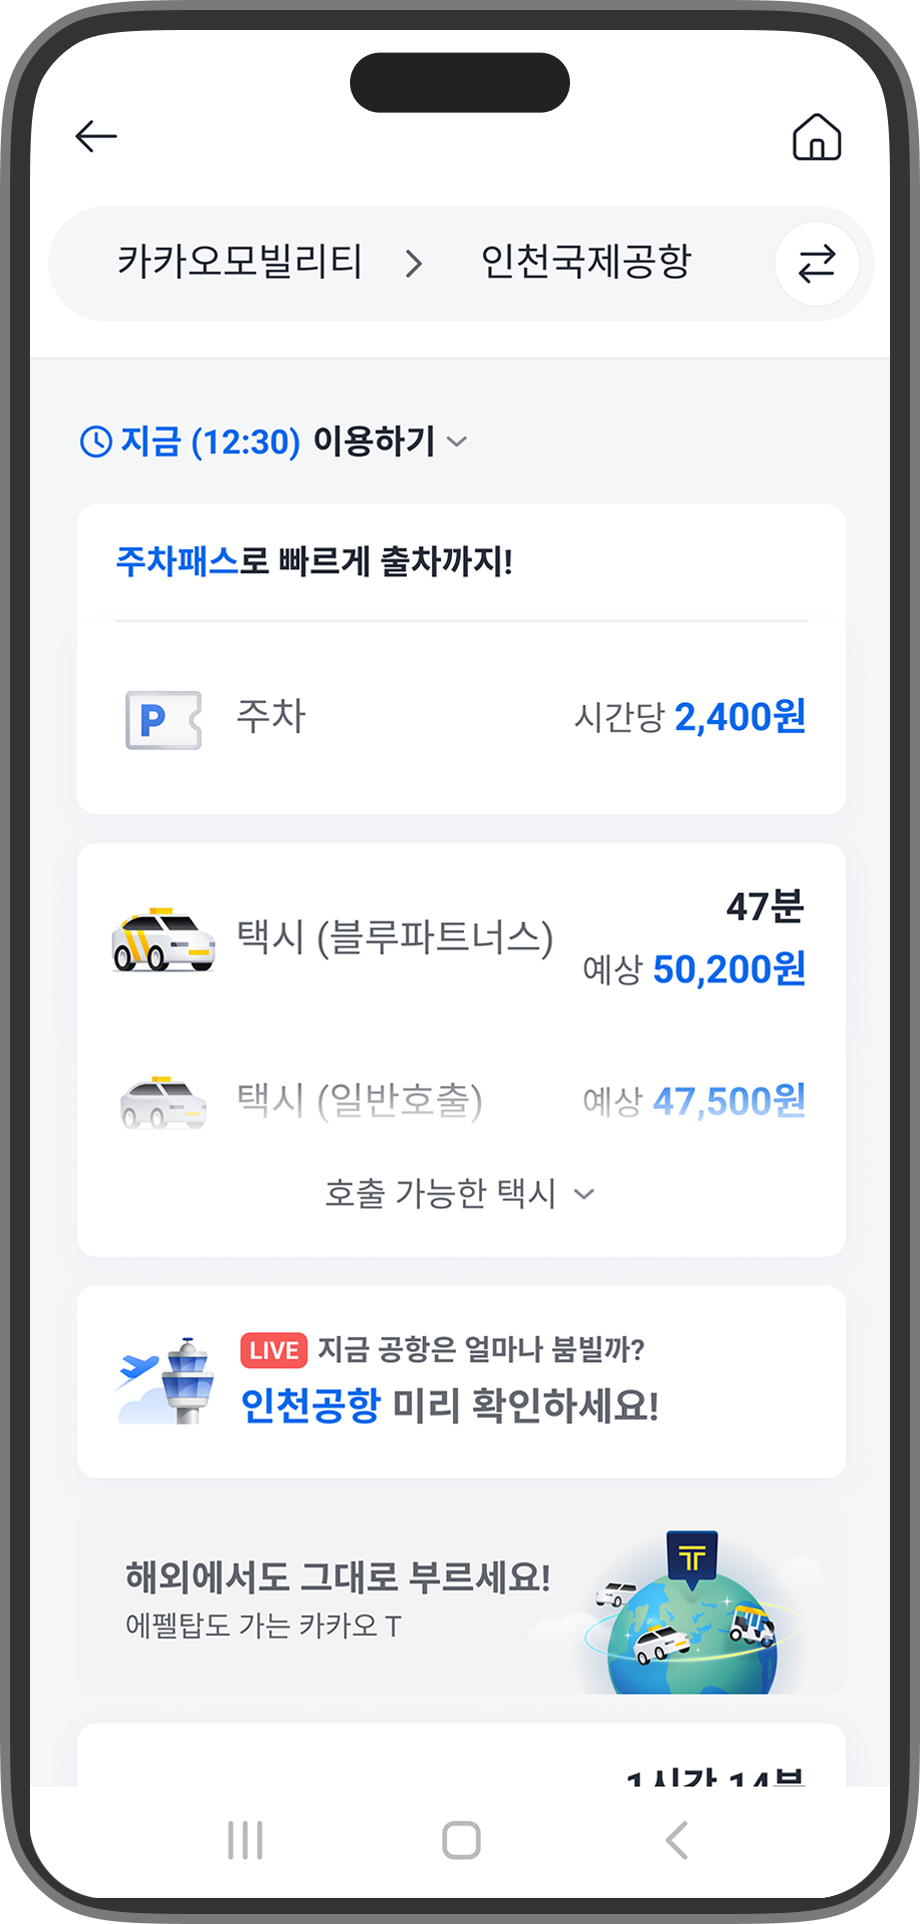 카카오모빌리티 > 인천국제공항
지금 (12:30) 이용하기
주차패스로 빠르게 출차까지!
P 주차 시간당 2,400원
47분
택시 (블루파트너스)
예상 50,200원
택시 (일반호출) 예상 47,500원
호출 가능한 택시
LIVE 지금 공항은 얼마나 붐빌까?
인천공항 미리 확인하세요!
해외에서도 그대로 부르세요!
에펠탑도 가는 카카오 T
T
1시간 14분